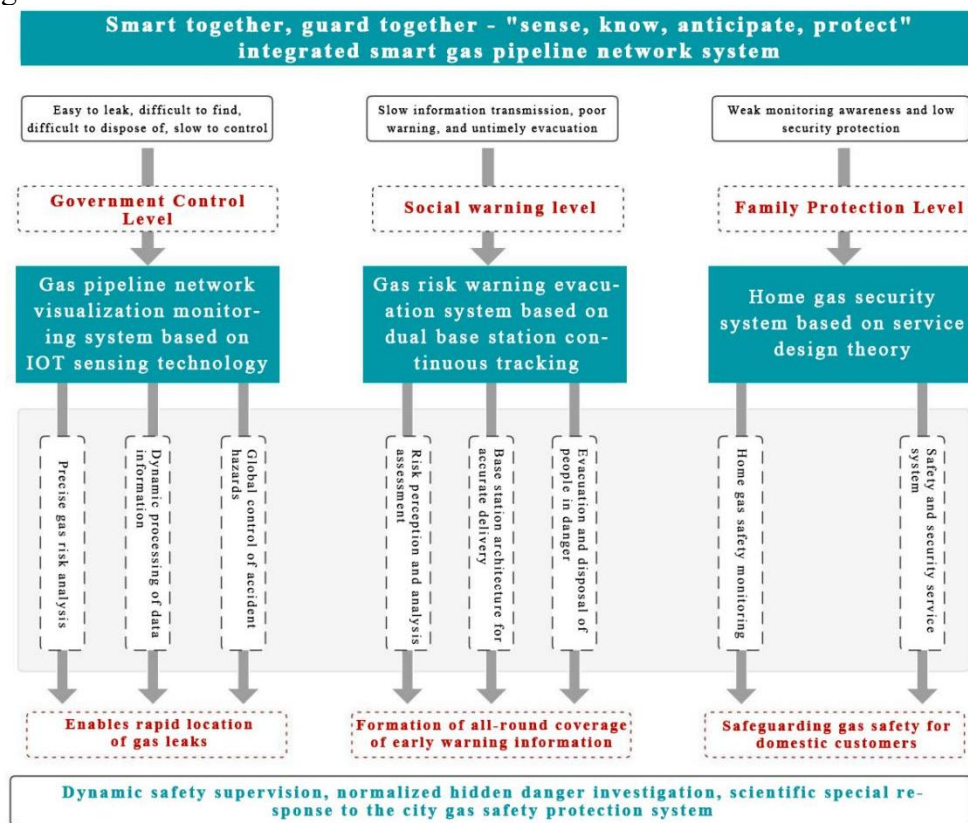 Smart together, guard together - "sense, know, anticipate, protect"
integrated smart gas pipeline network system
Easy to leak, difficult to find,
difficult to dispose of, slow to control
Slow information transmission, poor
warning, and untimely evacuation
Weak monitoring awareness and low
security protection
Government Control
Level
Social warning level
Family Protection Level
Gas pipeline network
visualization monitor-
ing system based on
IOT sensing technology
Gas risk warning evacu-
ation system based on
dual base station con-
tinuous tracking
Home gas security
system based on service
design theory
Precise gas risk analysis
Dynamic processing of data
information
Global control of accident
hazards
Risk perception and analysis
assessment
Base station architecture for
accurate delivery
Evacuation and disposal of
people in danger
Home gas safety monitoring
Safety and security service
system
Enables rapid location
of gas leaks
Formation of all-round coverage
of early warning information
Safeguarding gas safety for
domestic customers
Dynamic safety supervision, normalized hidden danger investigation, scientific special re-
sponse to the city gas safety protection system